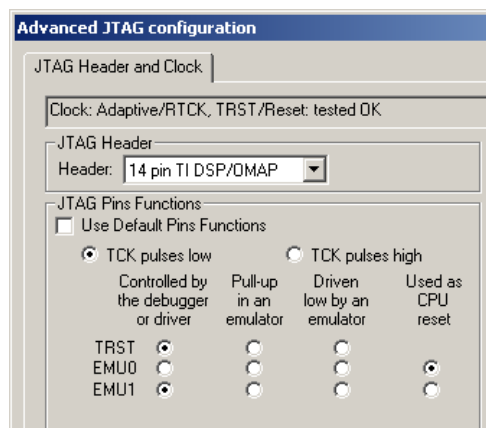 Advanced JTAG configuration
JTAG Header and Clock
Clock: Adaptive/RTCK, TRST/Reset: tested OK
JTAG Header
Header: 14 pin TI DSP/OMAP
JTAG Pins Functions
Use Default Pins Functions
TCK pulses low TCK pulses high
Controlled by Pull-up Driven Used as
the debugger in an low by an CPU
or driver emulator emulator reset
TRST
EMU0
EMU1